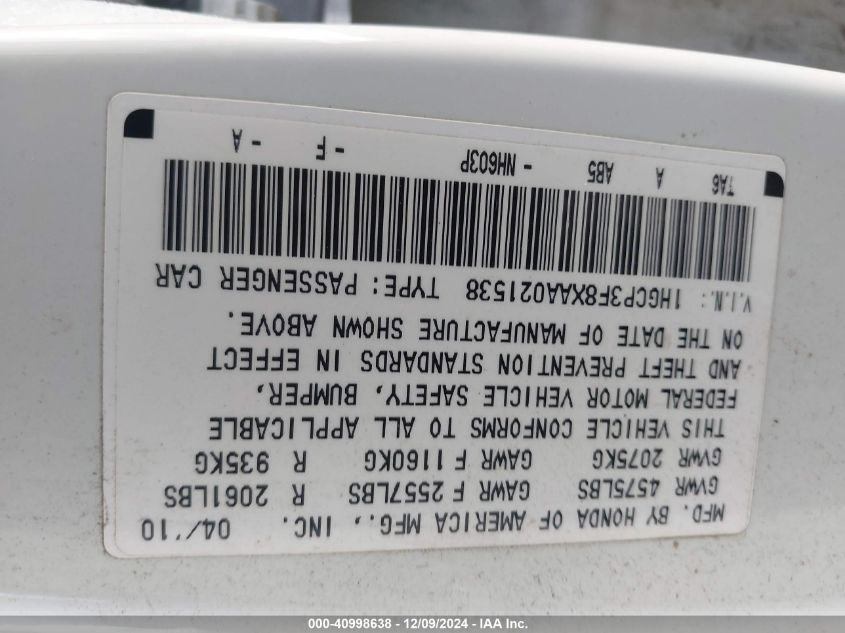 MFD. BY HONDA OF AMERICA MFG., INC. 04/'10
GVWR 4575LBS GAWR F 2557LBS R 2061LBS
GVWR 2075KG GAWR F 1160KG R 935KG
THIS VEHICLE CONFORMS TO ALL APPLICABLE
FEDERAL MOTOR VEHICLE SAFETY, BUMPER,
AND THEFT PREVENTION STANDARDS IN EFFECT
ON THE DATE OF MANUFACTURE SHOWN ABOVE.
V.I.N.: 1HGCP3F8XAA021538 TYPE: PASSENGER CAR
TA6 A AB5 - NH603P - F - A
000-40998638 - 12/09/2024 - IAA Inc.